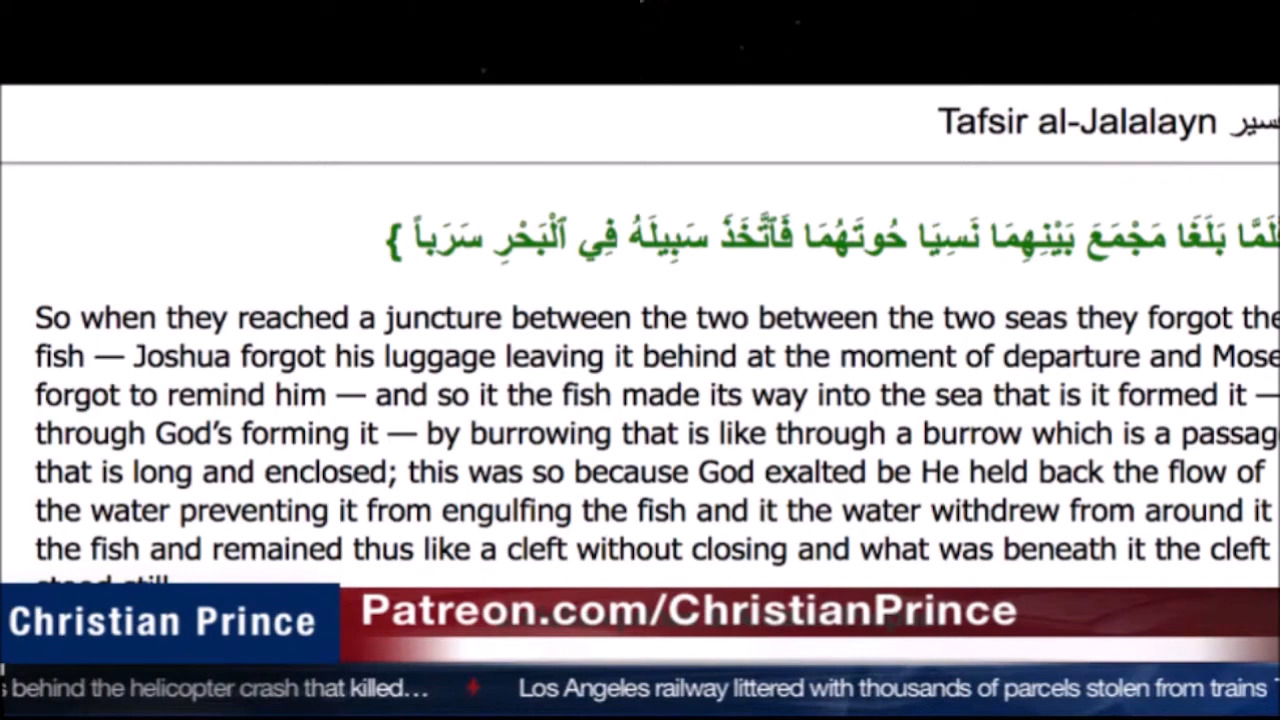 Tafsir al-Jalalayn
بَلَغَا مَجْمَعَ بَيْنِهِمَا نَسِيَا حُوتَهُمَا فَٱتَّخَذَ سَبِيلَهُ فِي ٱلْبَحْرِ سَرَباً }
So when they reached a juncture between the two between the two seas they forgot the
fish — Joshua forgot his luggage leaving it behind at the moment of departure and Mose
forgot to remind him — and so it the fish made its way into the sea that is it formed it —
through God’s forming it — by burrowing that is like through a burrow which is a passag
that is long and enclosed; this was so because God exalted be He held back the flow of
the water preventing it from engulfing the fish and it the water withdrew from around it
the fish and remained thus like a cleft without closing and what was beneath it the cleft
Christian Prince
Patreon.com/ChristianPrince
s behind the helicopter crash that killed... Los Angeles railway littered with thousands of parcels stolen from trains